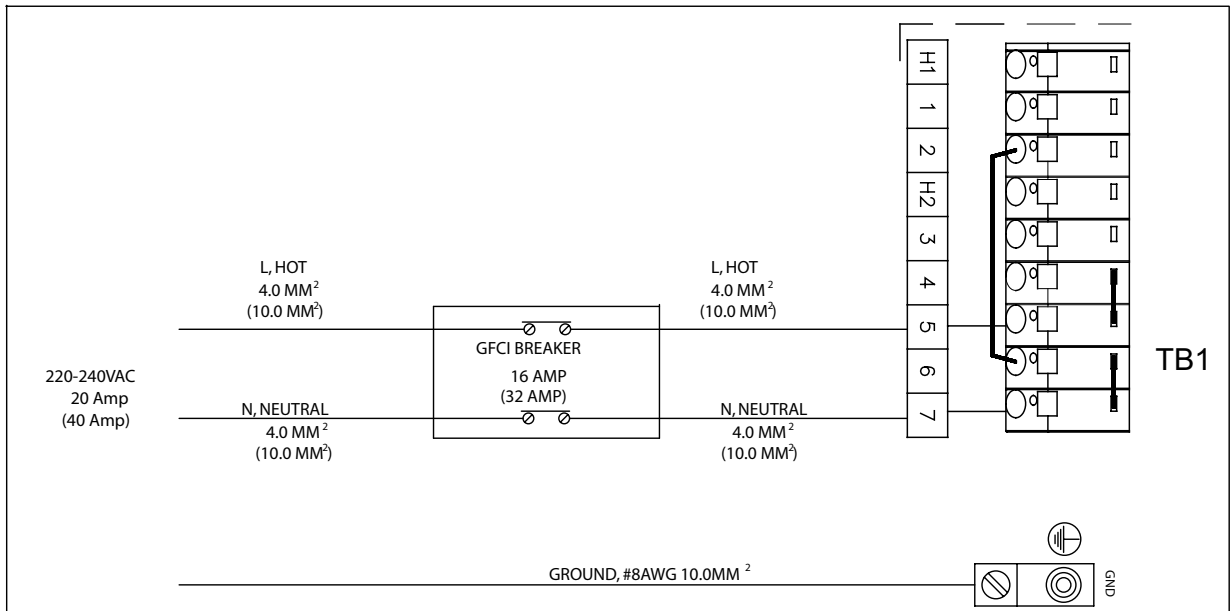 H1
1
2
H2
3
4
5
6
7
TB1
L, HOT
4.0 MM²
(10.0 MM²)
L, HOT
4.0 MM²
(10.0 MM²)
GFCI BREAKER
16 AMP
(32 AMP)
220-240VAC
20 Amp
(40 Amp)
N, NEUTRAL
4.0 MM²
(10.0 MM²)
N, NEUTRAL
4.0 MM²
(10.0 MM²)
GROUND, #8AWG 10.0MM²
GND